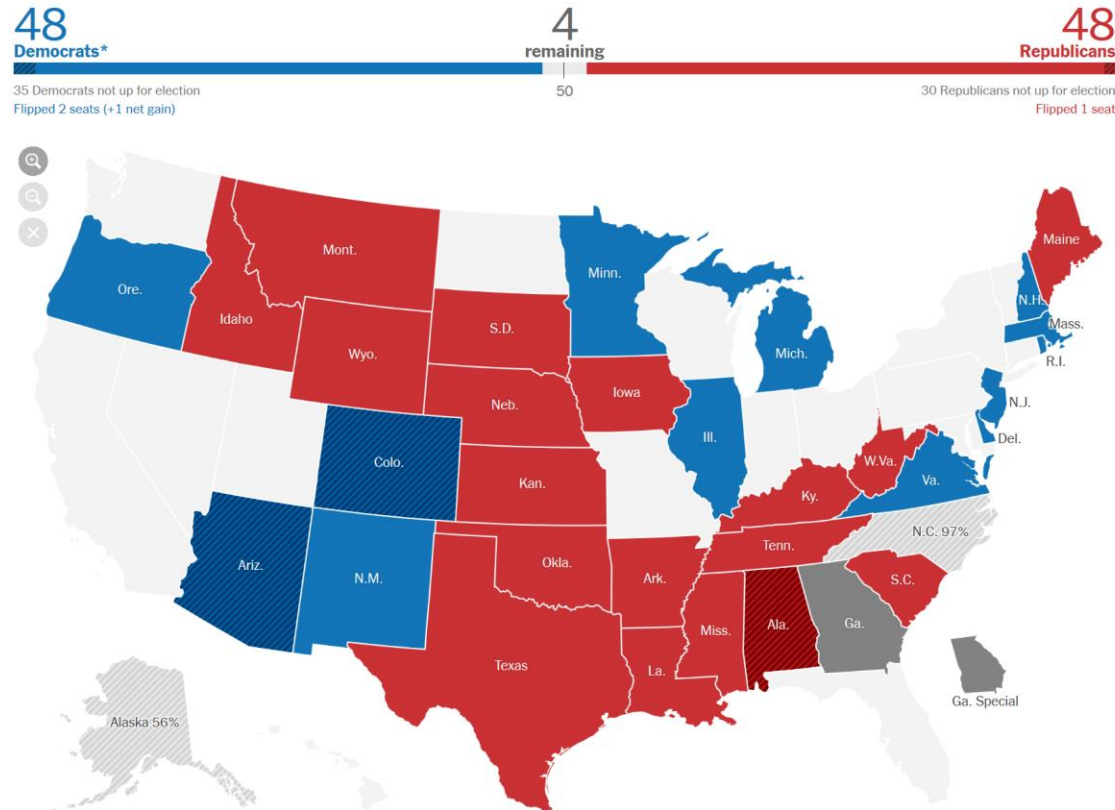 48
4
48
Democrats*
remaining
Republicans
35 Democrats not up for election
50
30 Republicans not up for election
Flipped 2 seats (+1 net gain)
Flipped 1 seat
Maine
Mont.
Minn.
Ore.
N.H.
Idaho
S.D.
Mass.
Wyo.
Mich.
R.I.
Iowa
Neb.
N.J.
Ill.
Del.
Colo.
W.Va.
Kan.
Va.
Ky.
N.C. 97%
Tenn.
Ariz.
Okla.
N.M.
Ark.
S.C.
Miss.
Ala.
Ga.
Texas
La.
Ga. Special
Alaska 56%